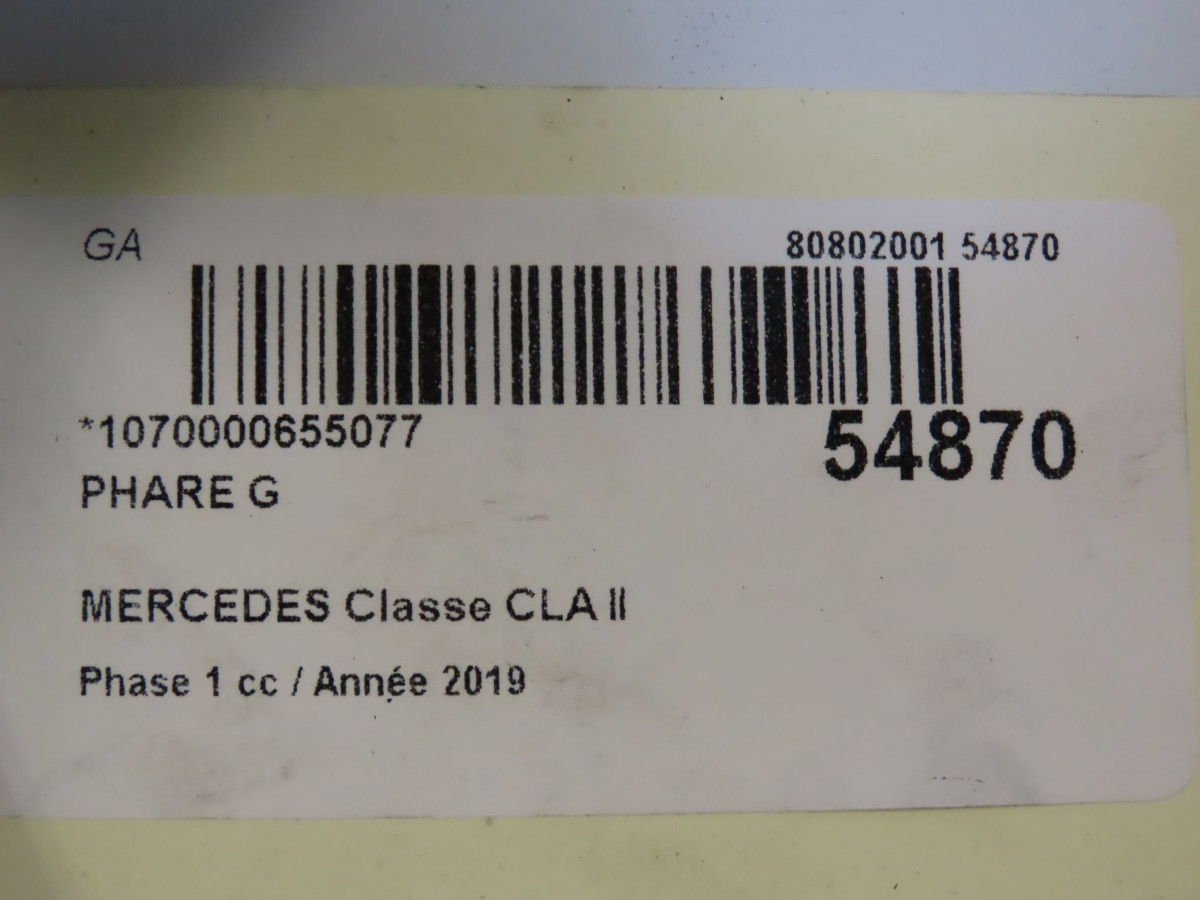 GA
80802001 54870
*1070000655077
54870
PHARE G
MERCEDES Classe CLA II
Phase 1 cc / Année 2019